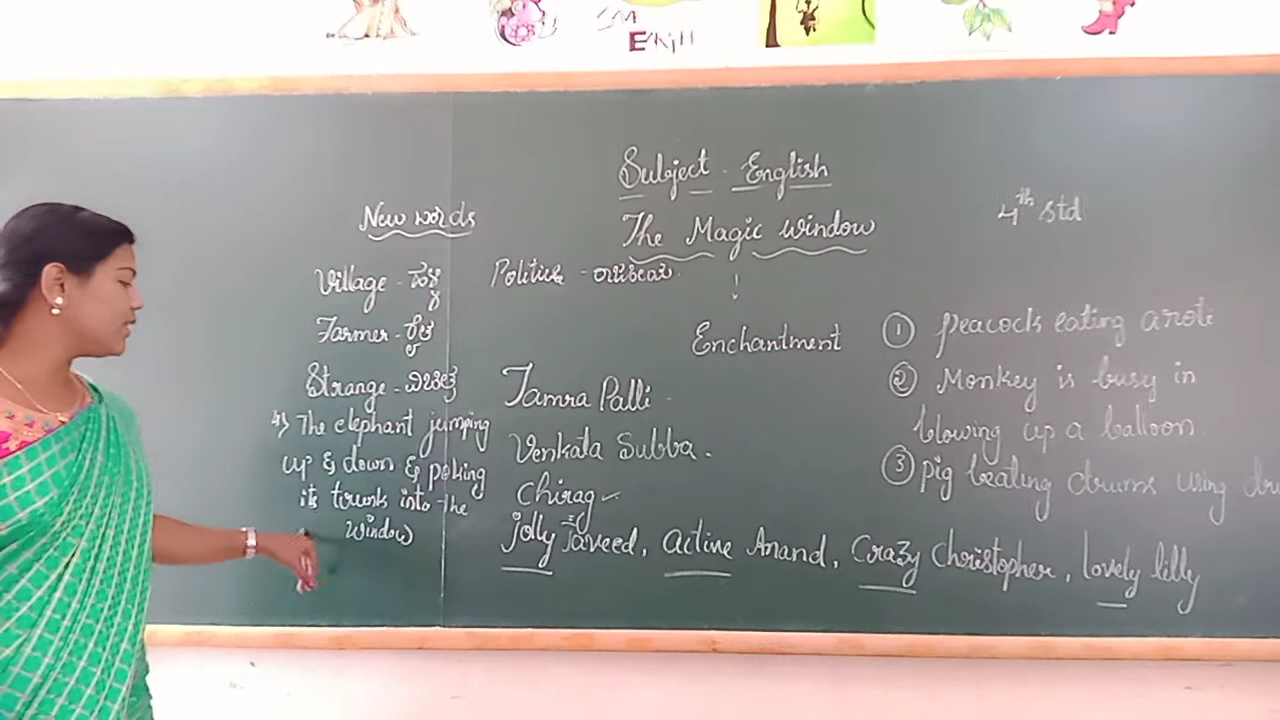 Subject - English
The Magic window
4th std
New words
Village - ಹಳ್ಳಿ
Farmer - ರೈತ
Strange - ವಿಚಿತ್ರ
4) The elephant jumping
up & down & poking
its trunk into the
window
Politics -
Enchantment
Tamra Palli -
Venkata Subba.
Chirag
jolly Javeed, active Anand, Crazy Christopher, lovely lilly
① peacock eating a
② Monkey is busy in
blowing up a balloon
③ pig beating drums using